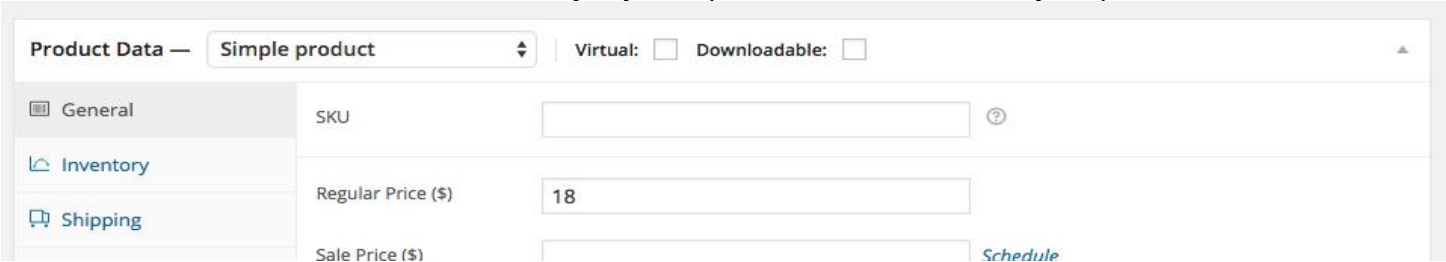 Product Data — Simple product Virtual: Downloadable:
General
SKU
Inventory
Regular Price ($) 18
Shipping
Sale Price ($) Schedule